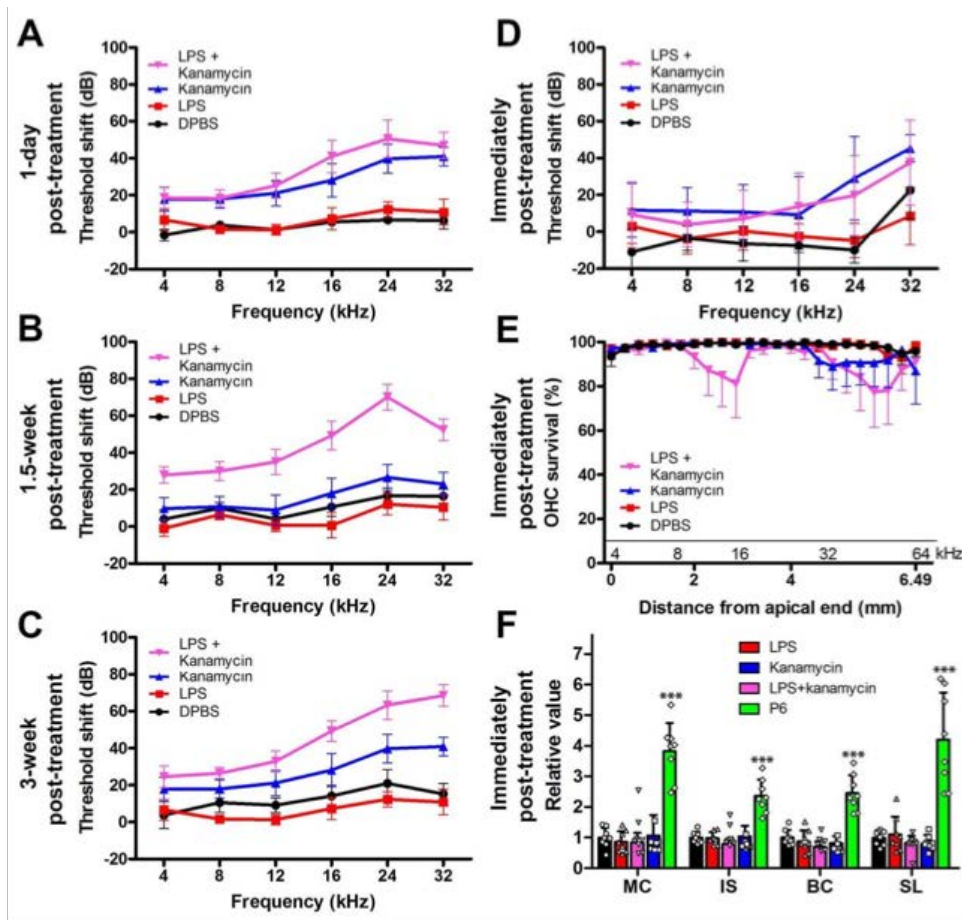 A
1-day
post-treatment
Threshold shift (dB)
100
80
60
40
20
0
-20
LPS +
Kanamycin
Kanamycin
LPS
DPBS
4 8 12 16 24 32
Frequency (kHz)
B
1.5-week
post-treatment
Threshold shift (dB)
100
80
60
40
20
0
-20
LPS +
Kanamycin
Kanamycin
LPS
DPBS
4 8 12 16 24 32
Frequency (kHz)
C
3-week
post-treatment
Threshold shift (dB)
100
80
60
40
20
0
-20
LPS +
Kanamycin
Kanamycin
LPS
DPBS
4 8 12 16 24 32
Frequency (kHz)
D
Immediately
post-treatment
Threshold shift (dB)
100
80
60
40
20
0
-20
LPS +
Kanamycin
Kanamycin
LPS
DPBS
4 8 12 16 24 32
Frequency (kHz)
E
Immediately
post-treatment
OHC survival (%)
100
80
60
40
20
0
LPS +
Kanamycin
Kanamycin
LPS
DPBS
4 8 16 32 64 kHz
0 2 4 6.49
Distance from apical end (mm)
F
Immediately
post-treatment
Relative value
7
6
5
4
3
2
1
0
LPS
Kanamycin
LPS+kanamycin
P6
*** *** *** ***
MC IS BC SL